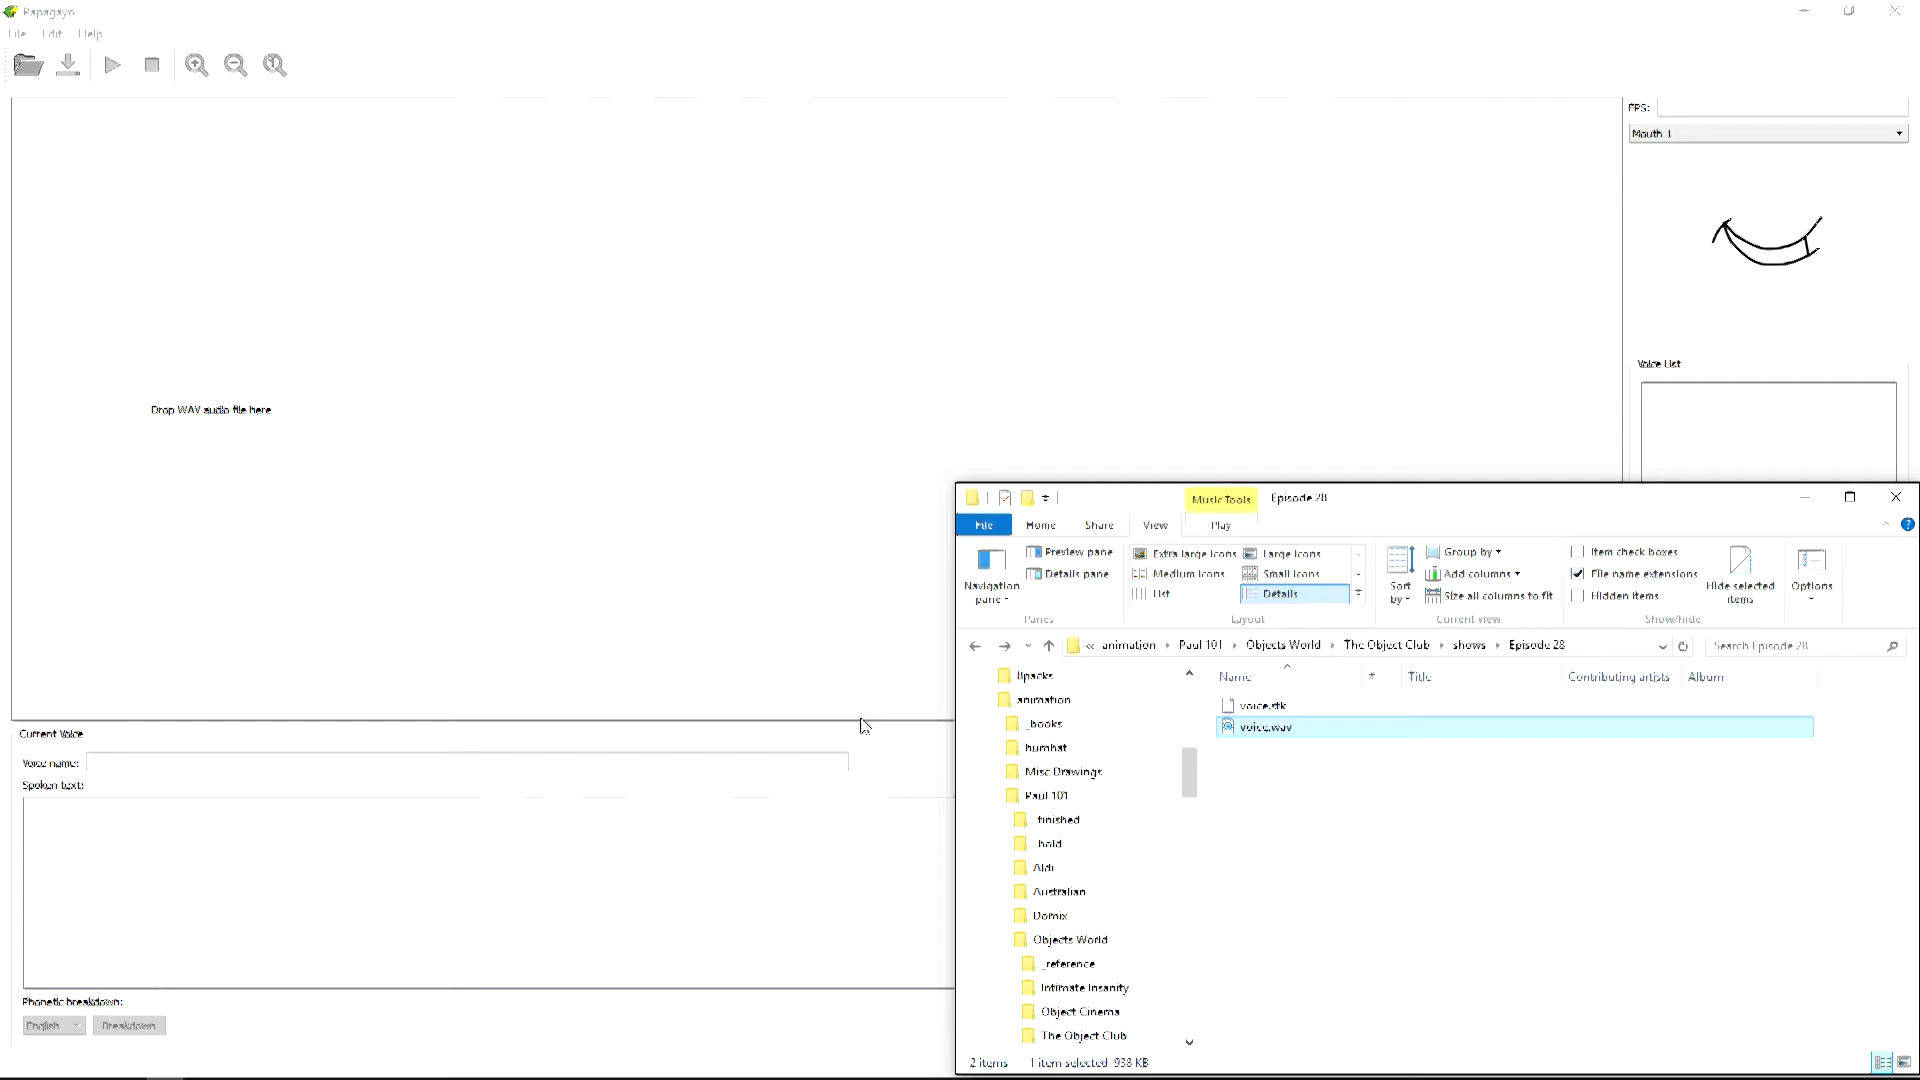 Papagayo
File Edit Help
FPS:
Mouth 1
Voice List
Drop WAV audio file here
Current Voice
Voice name:
Spoken text:
Phonetic breakdown:
English
Breakdown
Music Tools
Episode 28
File
Home
Share
View
Play
Navigation pane
Preview pane
Details pane
Extra large icons
Large icons
Medium icons
Small icons
List
Details
Sort by
Group by
Add columns
Size all columns to fit
Item check boxes
File name extensions
Hidden items
Hide selected items
Options
Panes
Layout
Current view
Show/hide
« animation › Paul 101 › Objects World › The Object Club › shows › Episode 28
Search Episode 28
Name
#
Title
Contributing artists
Album
voice.wav
8packs
animation
_books
burnhat
Misc Drawings
Paul 101
_finished
_hold
Aldi
Australian
Domix
Objects World
_reference
Intimate Insanity
Object Cinema
The Object Club
2 items
1 item selected 938 KB